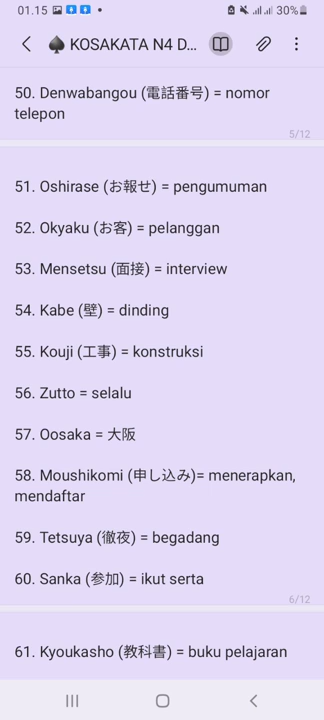 01.15
30%
♠ KOSAKATA N4 D...
50. Denwabangou (電話番号) = nomor
telepon
5/12
51. Oshirase (お報せ) = pengumuman
52. Okyaku (お客) = pelanggan
53. Mensetsu (面接) = interview
54. Kabe (壁) = dinding
55. Kouji (工事) = konstruksi
56. Zutto = selalu
57. Oosaka = 大阪
58. Moushikomi (申し込み)= menerapkan,
mendaftar
59. Tetsuya (徹夜) = begadang
60. Sanka (参加) = ikut serta
6/12
61. Kyoukasho (教科書) = buku pelajaran